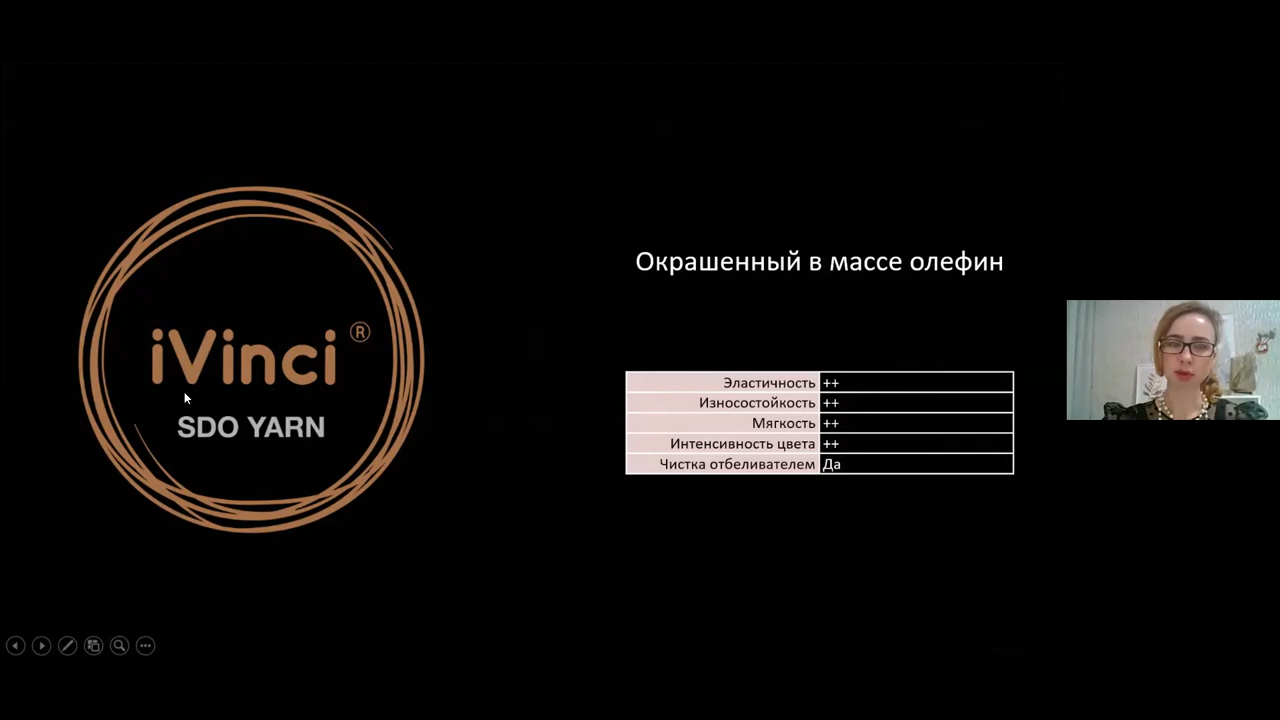 iVinci ®
SDO YARN
Окрашенный в массе олефин
Эластичность ++
Износостойкость ++
Мягкость ++
Интенсивность цвета ++
Чистка отбеливателем Да